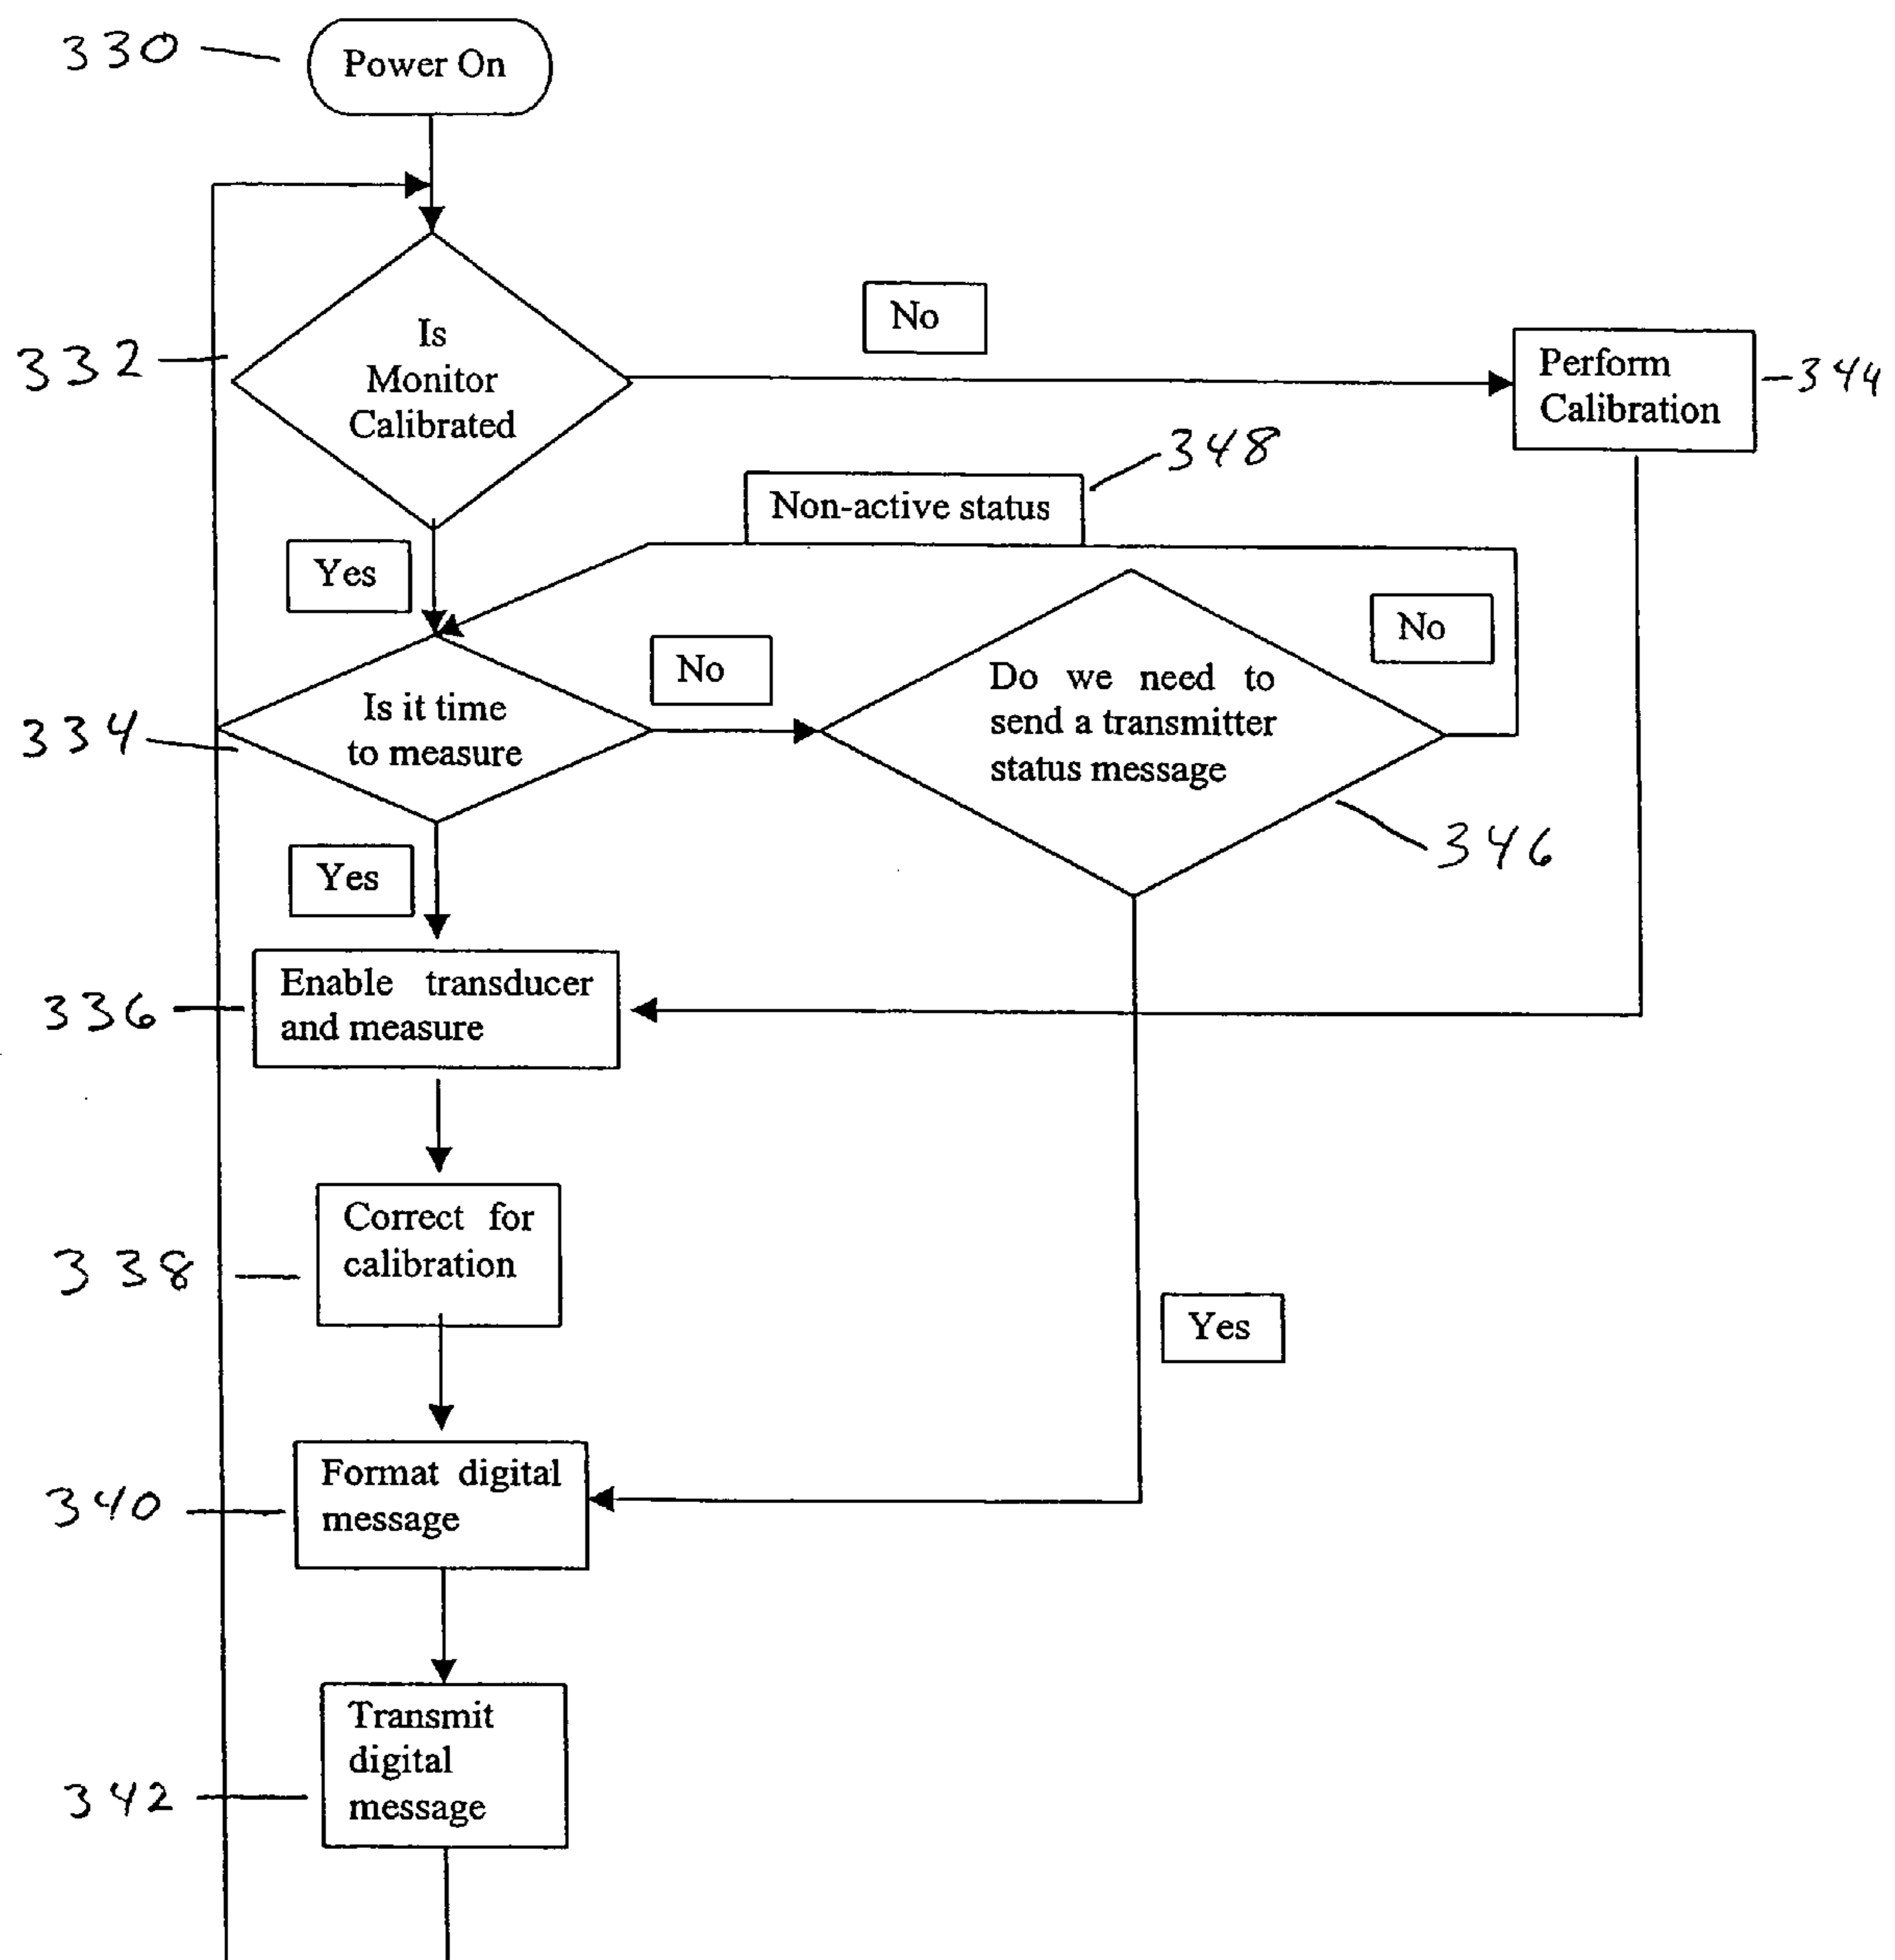 330
Power On
332
Is
Monitor
Calibrated
No
Perform
Calibration
344
348
Non-active status
Yes
No
334
Is it time
to measure
No
Do we need to
send a transmitter
status message
346
Yes
336
Enable transducer
and measure
338
Correct for
calibration
Yes
340
Format digital
message
342
Transmit
digital
message